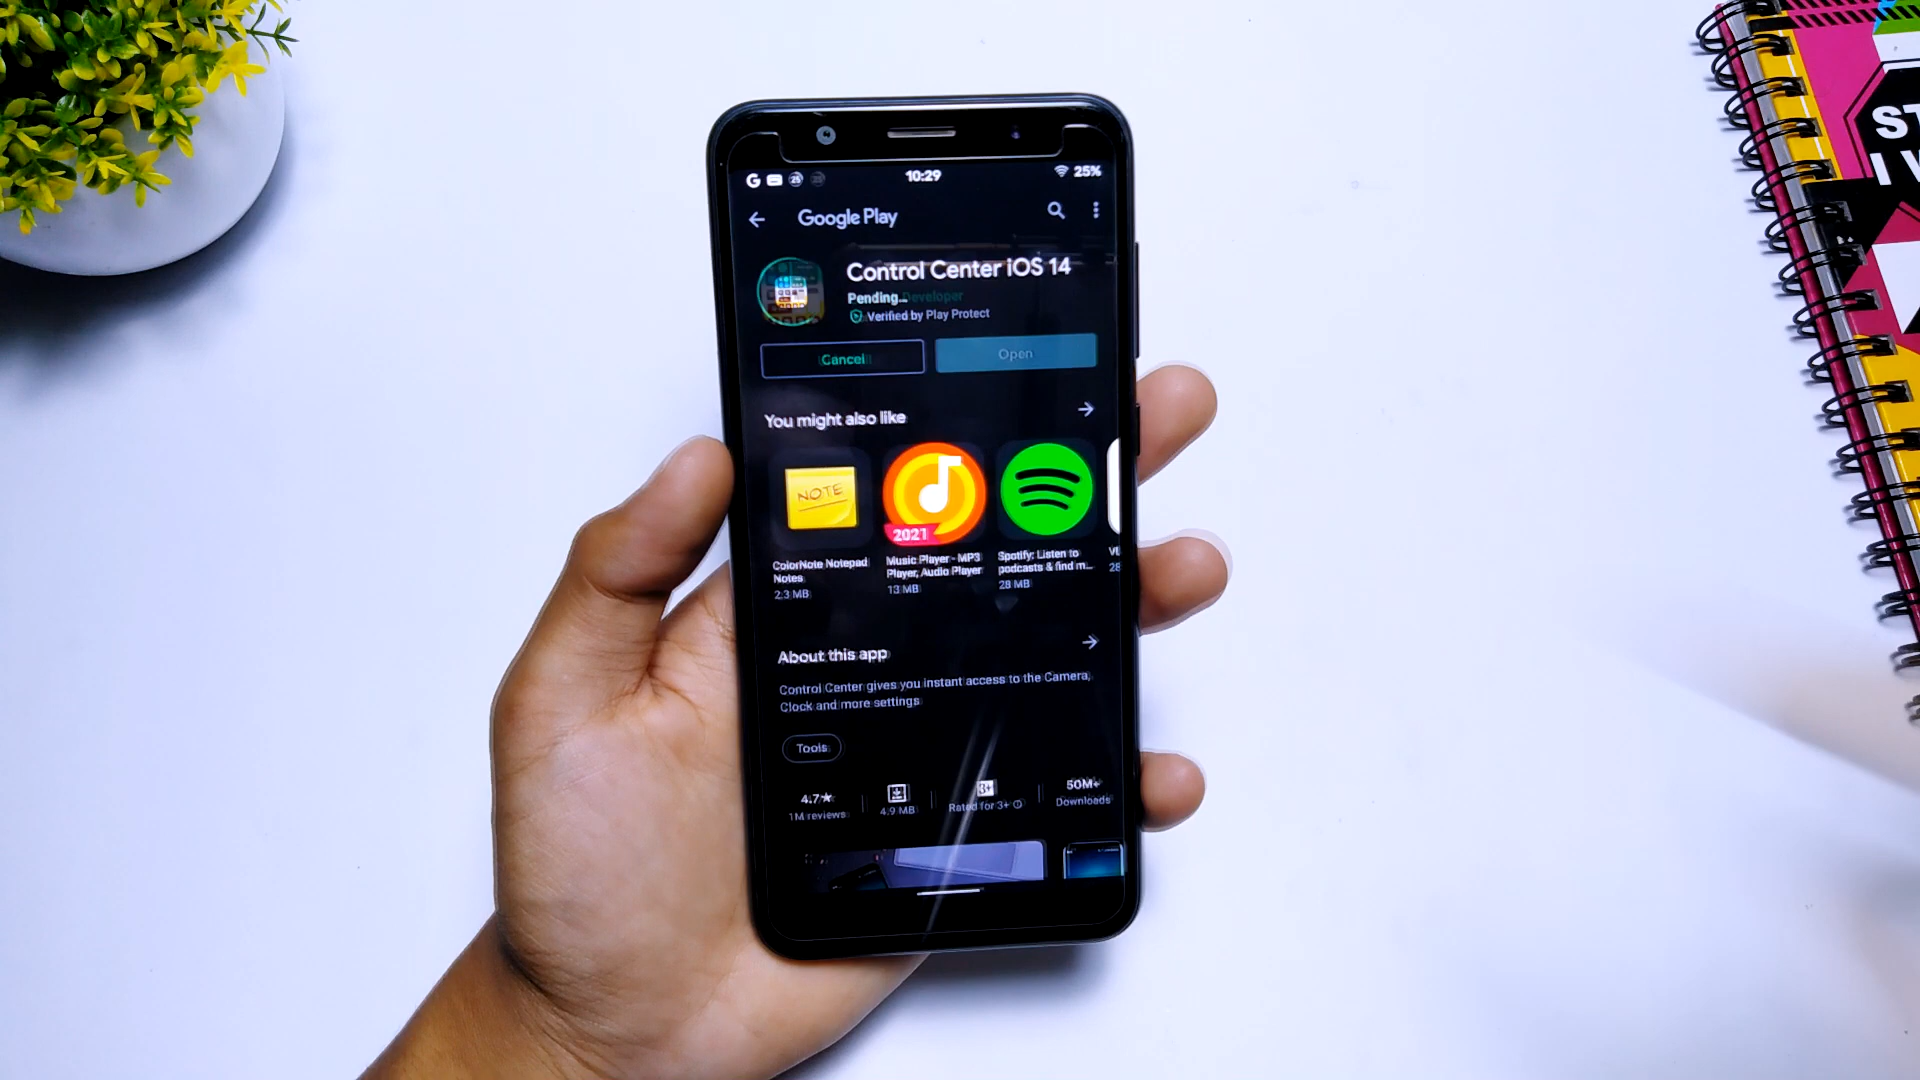 10:29
25%
Google Play
Control Center iOS 14
Pending...
Developer
Verified by Play Protect
Cancel
Open
You might also like
NOTE
2021
ColorNote Notepad
Notes
2.3 MB
Music Player - MP3
Player, Audio Player
13 MB
Spotify: Listen to
podcasts & find m...
28 MB
VL
28
About this app
Control Center gives you instant access to the Camera,
Clock and more settings
Tools
4.7★
1M reviews
4.9 MB
3+
Rated for 3+
50M+
Downloads
ST
I W